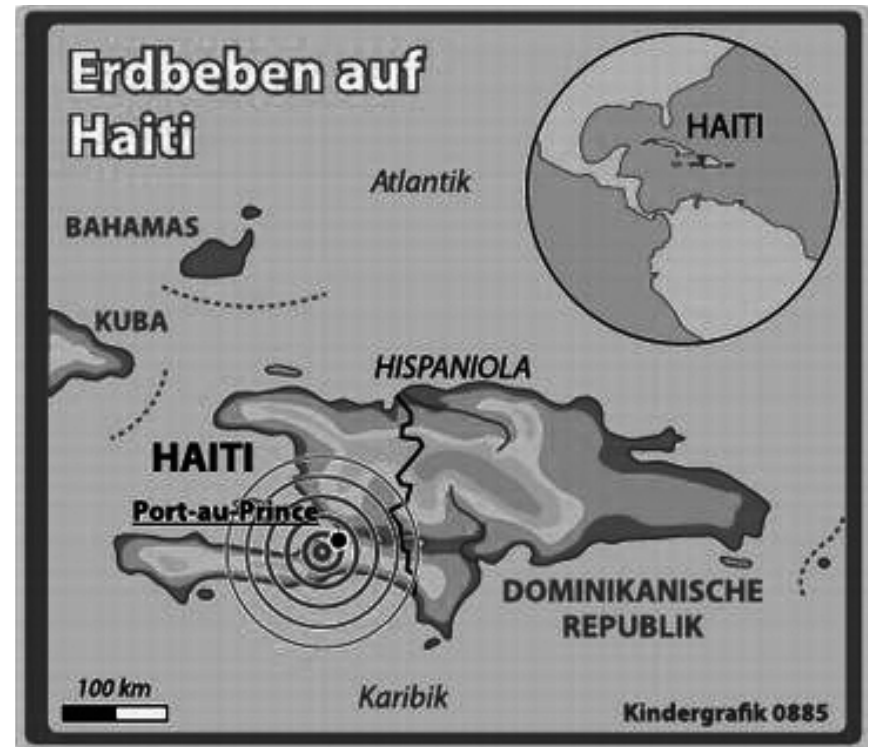 Erdbeben auf
Haiti
HAITI
Atlantik
BAHAMAS
KUBA
HISPANIOLA
HAITI
Port-au-Prince
DOMINIKANISCHE
REPUBLIK
100 km
Karibik
Kindergrafik 0885